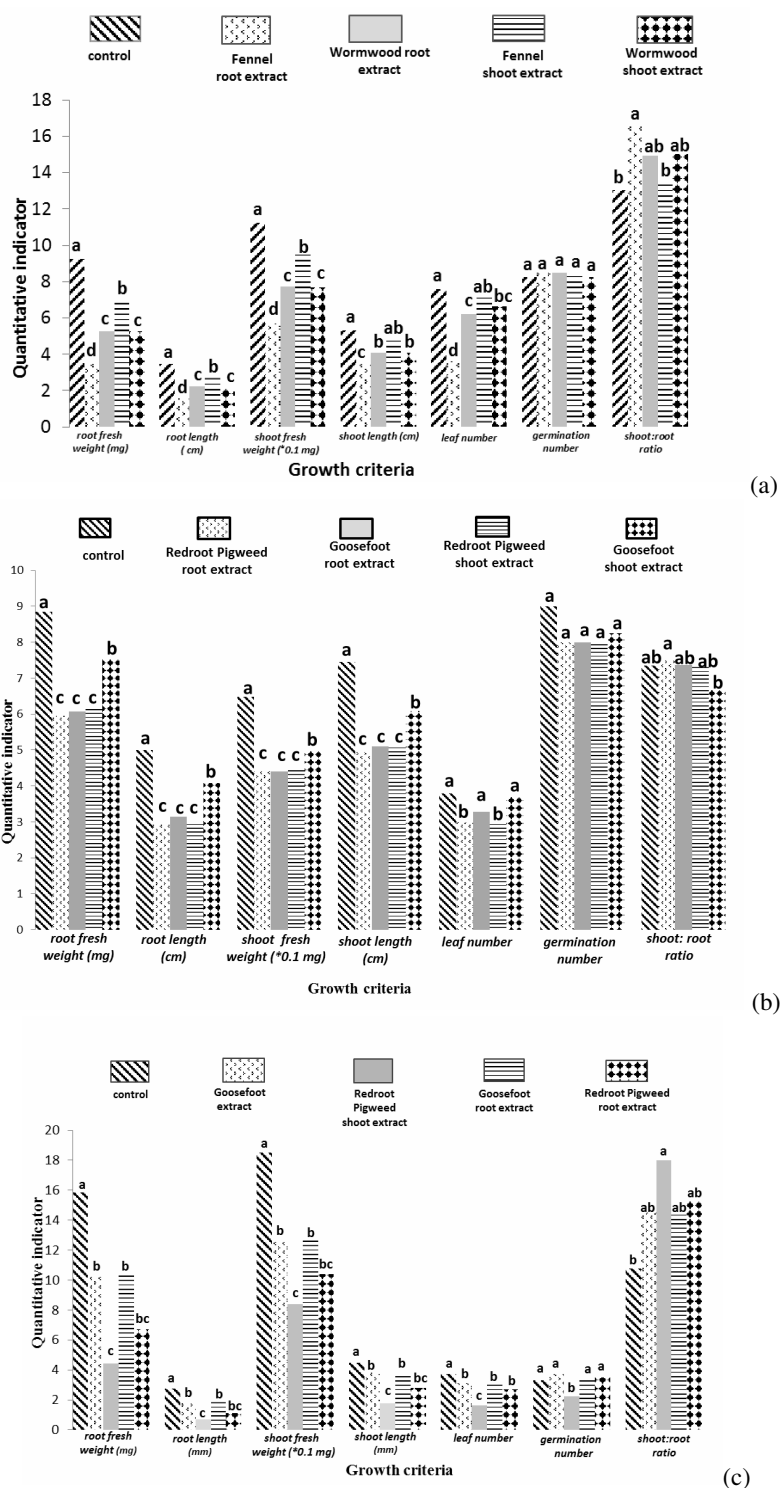 control
Fennel
root extract
Wormwood root
extract
Fennel
shoot extract
Wormwood
shoot extract
18
16
14
12
10
8
6
4
2
0
Quantitative indicator
a d c b c
a d c b c
a d c b c
a c b ab b
a d c ab bc
a a a a a
b a ab b ab
root fresh
weight (mg)
root length
( cm)
shoot fresh
weight (*0.1 mg)
shoot length (cm)
leaf number
germination
number
shoot:root
ratio
Growth criteria
(a)
control
Redroot Pigweed
root extract
Goosefoot
root extract
Redroot Pigweed
shoot extract
Goosefoot
shoot extract
10
9
8
7
6
5
4
3
2
1
0
Quantitative indicator
a c c c b
a c c c b
a c c c b
a c c c b
a b a b a
a a a a a
ab a ab ab b
root fresh
weight (mg)
root length
(cm)
shoot fresh
weight (*0.1 mg)
shoot length
(cm)
leaf number
germination
number
shoot: root
ratio
Growth criteria
(b)
control
Goosefoot
extract
Redroot
Pigweed
shoot extract
Goosefoot
root extract
Redroot Pigweed
root extract
20
18
16
14
12
10
8
6
4
2
0
Quantitative indicator
a b c b bc
a b c b bc
a b c b bc
a b c b bc
a b c b b
a a b a a
b ab a ab ab
root fresh
weight (mg)
root length
(mm)
shoot fresh
weight (*0.1 mg)
shoot length
(mm)
leaf number
germination
number
shoot:root
ratio
Growth criteria
(c)